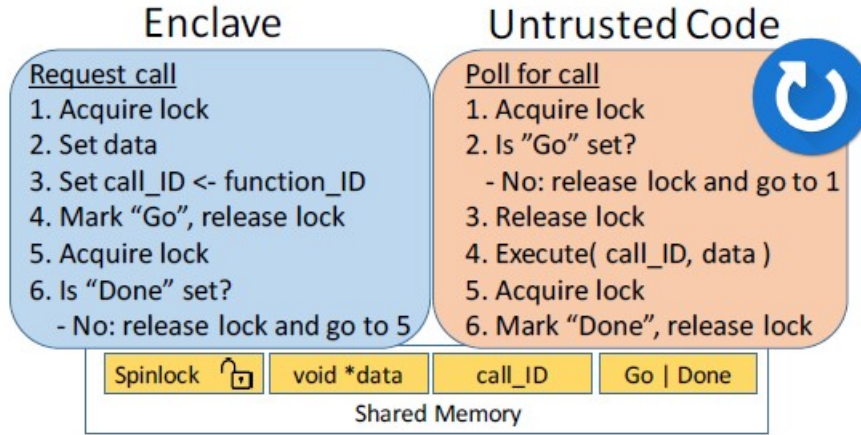 Enclave
Untrusted Code
Request call
1. Acquire lock
2. Set data
3. Set call_ID <- function_ID
4. Mark “Go”, release lock
5. Acquire lock
6. Is “Done” set?
- No: release lock and go to 5
Poll for call
1. Acquire lock
2. Is ”Go” set?
- No: release lock and go to 1
3. Release lock
4. Execute( call_ID, data )
5. Acquire lock
6. Mark “Done”, release lock
Spinlock
void *data
call_ID
Go | Done
Shared Memory